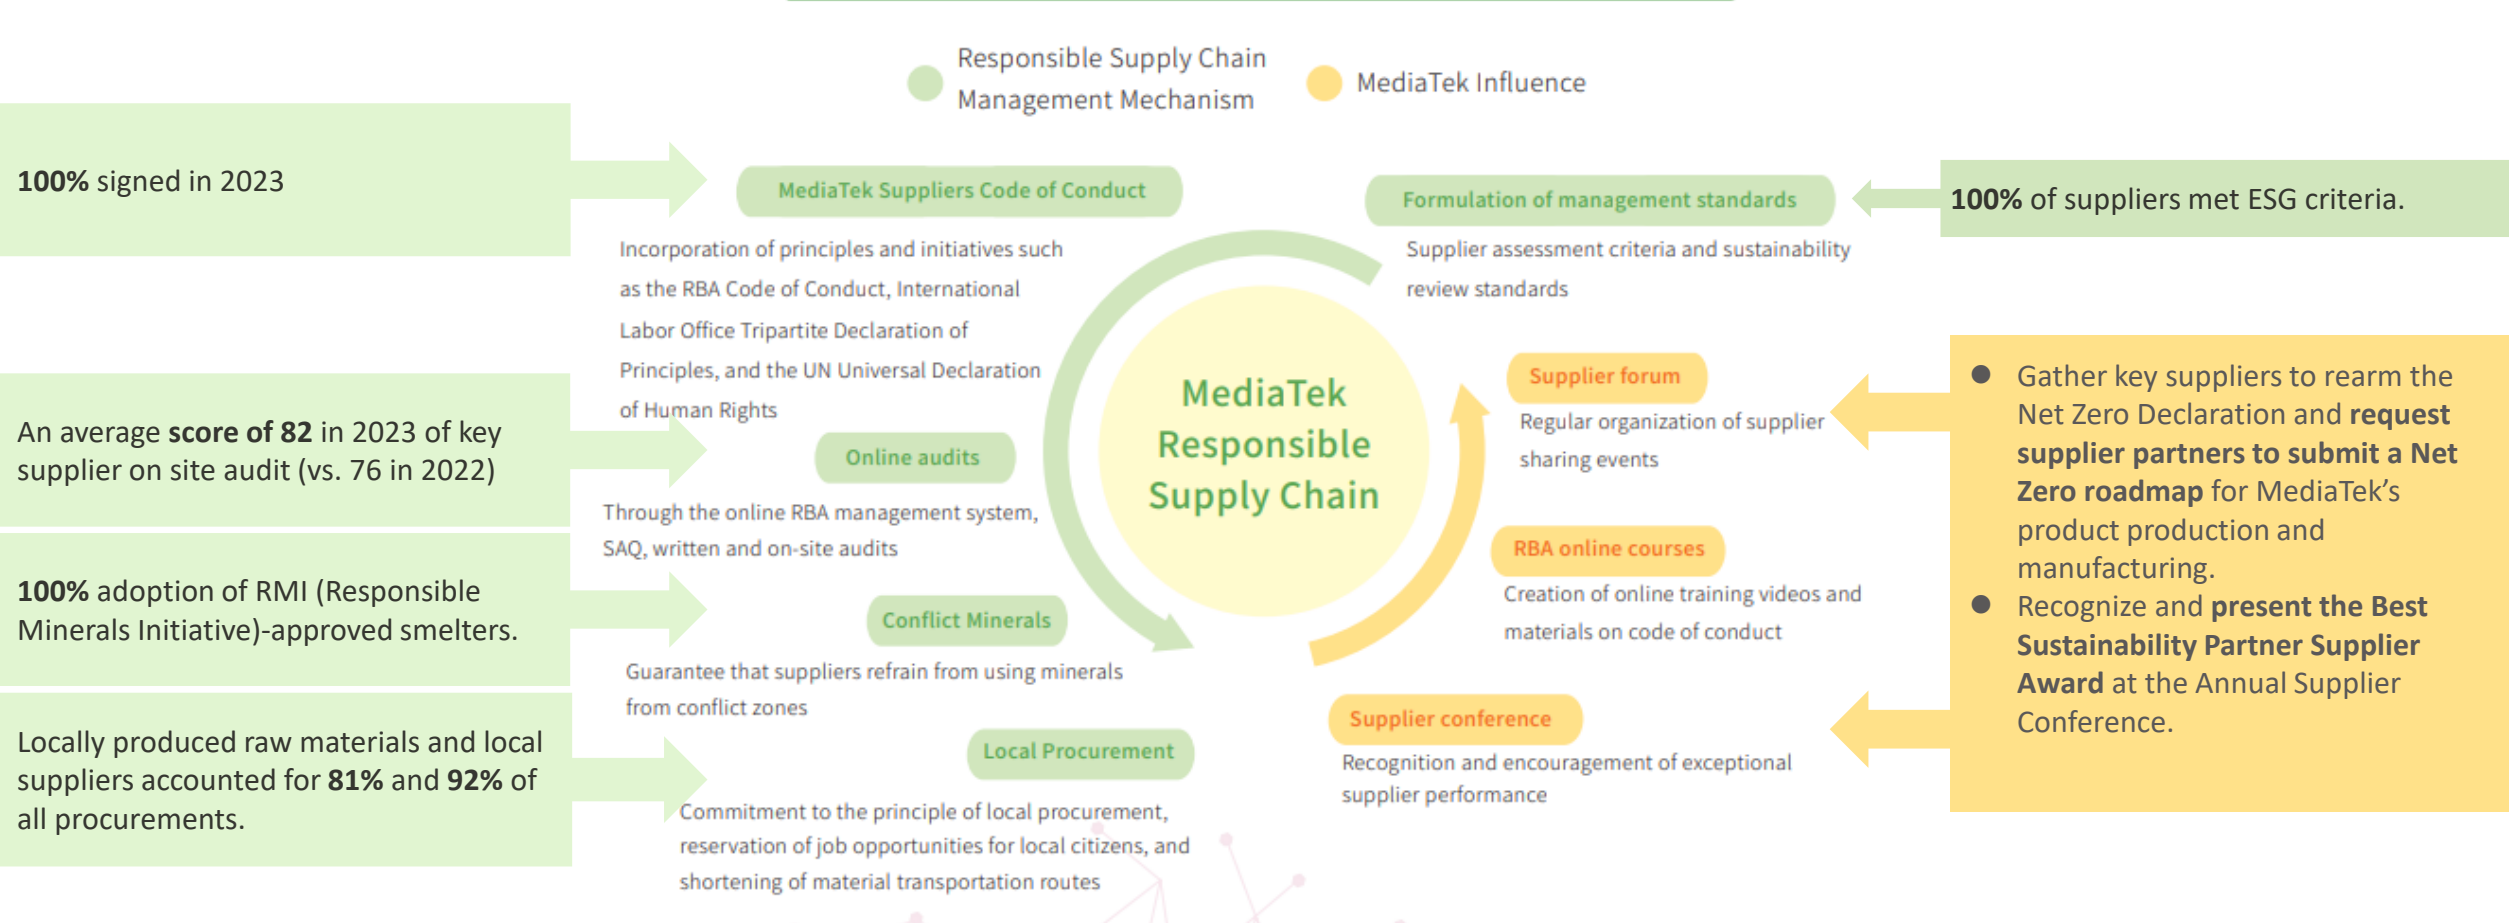 Responsible Supply Chain
Management Mechanism
MediaTek Influence
100% signed in 2023
MediaTek Suppliers Code of Conduct
Incorporation of principles and initiatives such
as the RBA Code of Conduct, International
Labor Office Tripartite Declaration of
Principles, and the UN Universal Declaration
of Human Rights
An average score of 82 in 2023 of key
supplier on site audit (vs. 76 in 2022)
Online audits
Through the online RBA management system,
SAQ, written and on-site audits
100% adoption of RMI (Responsible
Minerals Initiative)-approved smelters.
Conflict Minerals
Guarantee that suppliers refrain from using minerals
from conflict zones
Locally produced raw materials and local
suppliers accounted for 81% and 92% of
all procurements.
Local Procurement
Commitment to the principle of local procurement,
reservation of job opportunities for local citizens, and
shortening of material transportation routes
MediaTek
Responsible
Supply Chain
Formulation of management standards
Supplier assessment criteria and sustainability
review standards
100% of suppliers met ESG criteria.
Supplier forum
Regular organization of supplier
sharing events
RBA online courses
Creation of online training videos and
materials on code of conduct
Supplier conference
Recognition and encouragement of exceptional
supplier performance
● Gather key suppliers to rearm the
Net Zero Declaration and request
supplier partners to submit a Net
Zero roadmap for MediaTek’s
product production and
manufacturing.
● Recognize and present the Best
Sustainability Partner Supplier
Award at the Annual Supplier
Conference.